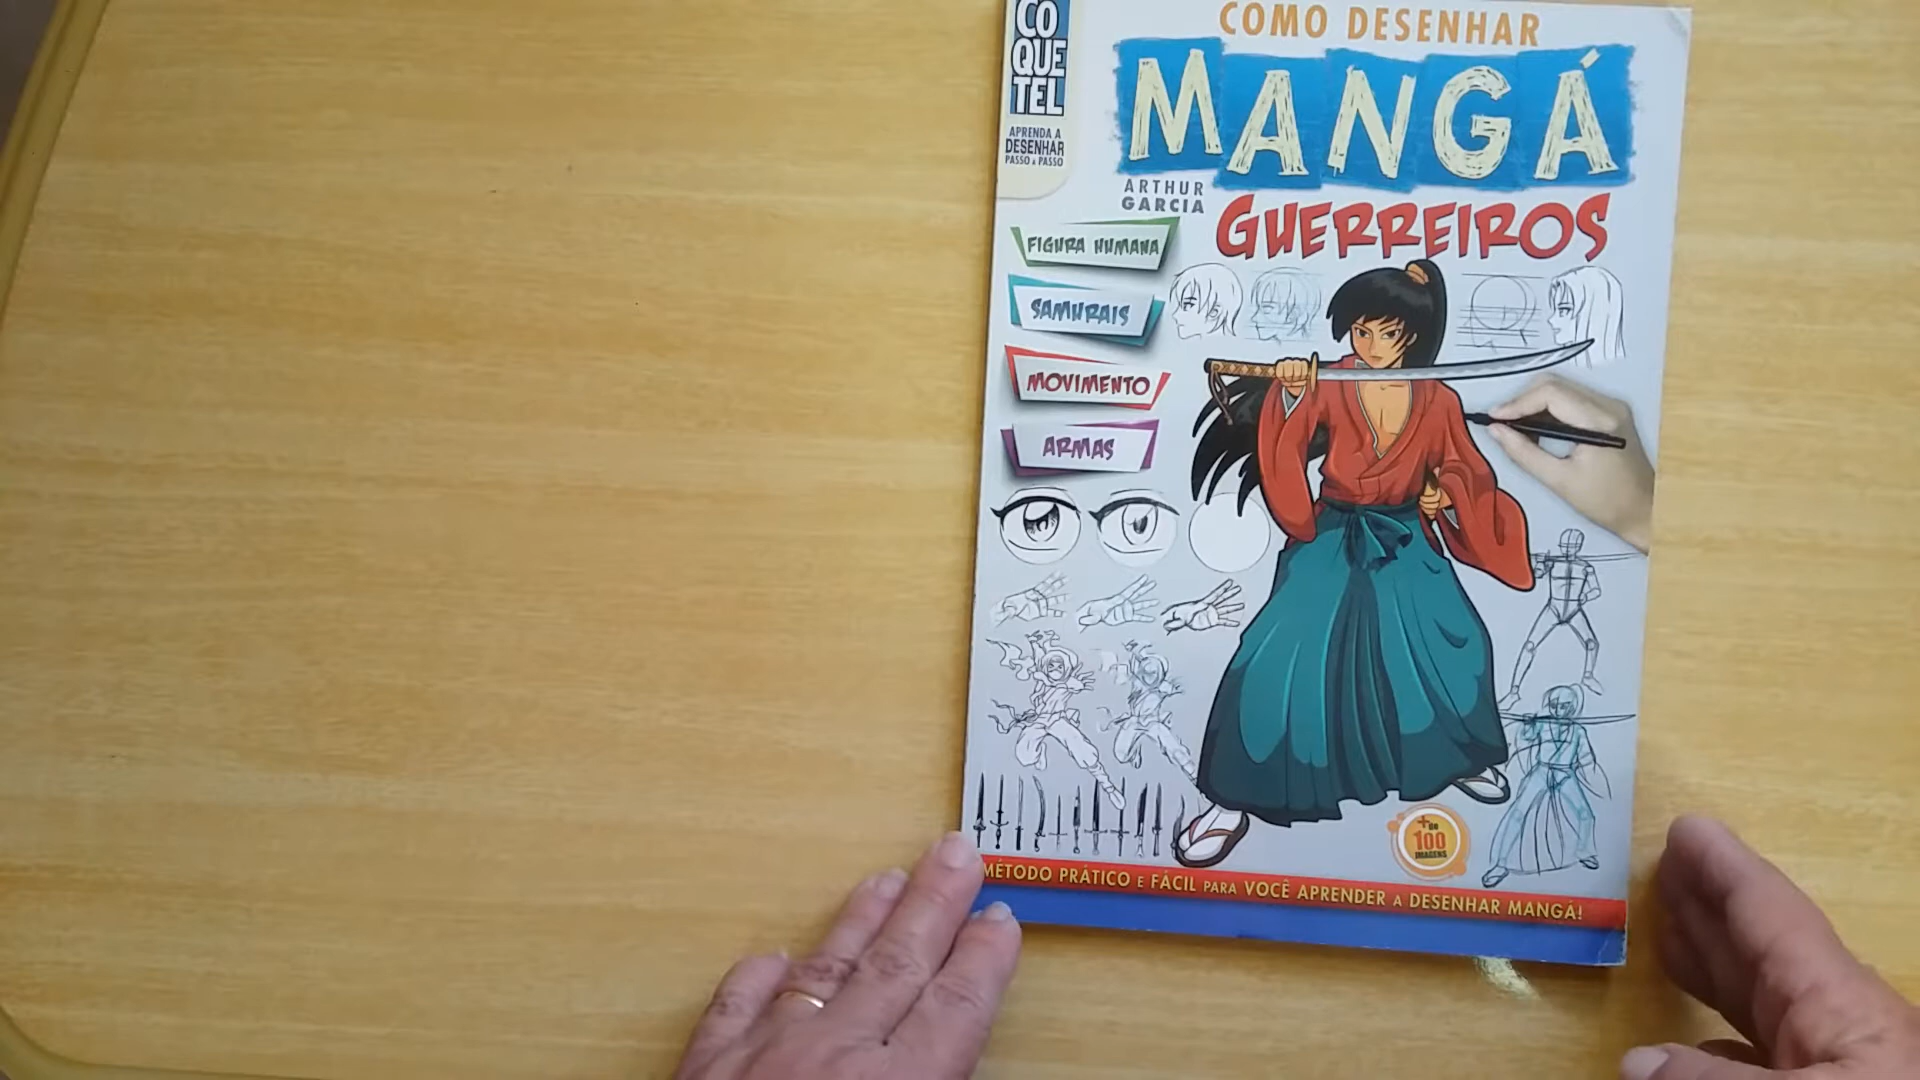 CO
QUE
TEL
APRENDA A
DESENHAR
PASSO A PASSO
COMO DESENHAR
MANGÁ
ARTHUR
GARCIA
GUERREIROS
FIGURA HUMANA
SAMURAIS
MOVIMENTO
ARMAS
+ de
100
IMAGENS
MÉTODO PRÁTICO E FÁCIL PARA VOCÊ APRENDER A DESENHAR MANGÁ!